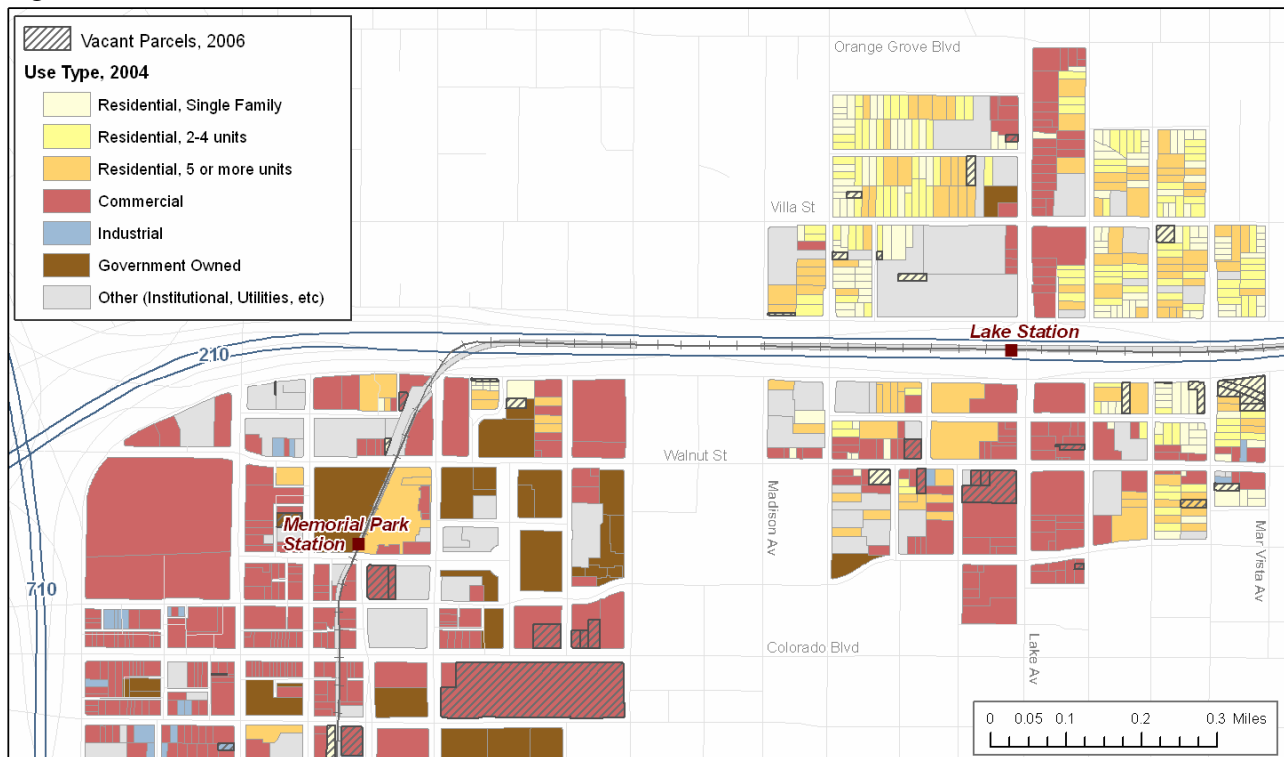 Vacant Parcels, 2006
Use Type, 2004
Residential, Single Family
Residential, 2-4 units
Residential, 5 or more units
Commercial
Industrial
Government Owned
Other (Institutional, Utilities, etc)
Orange Grove Blvd
Villa St
210
Lake Station
Walnut St
Memorial Park
Station
Madison Av
Mar Vista Av
710
Colorado Blvd
Lake Av
0 0.05 0.1 0.2 0.3 Miles